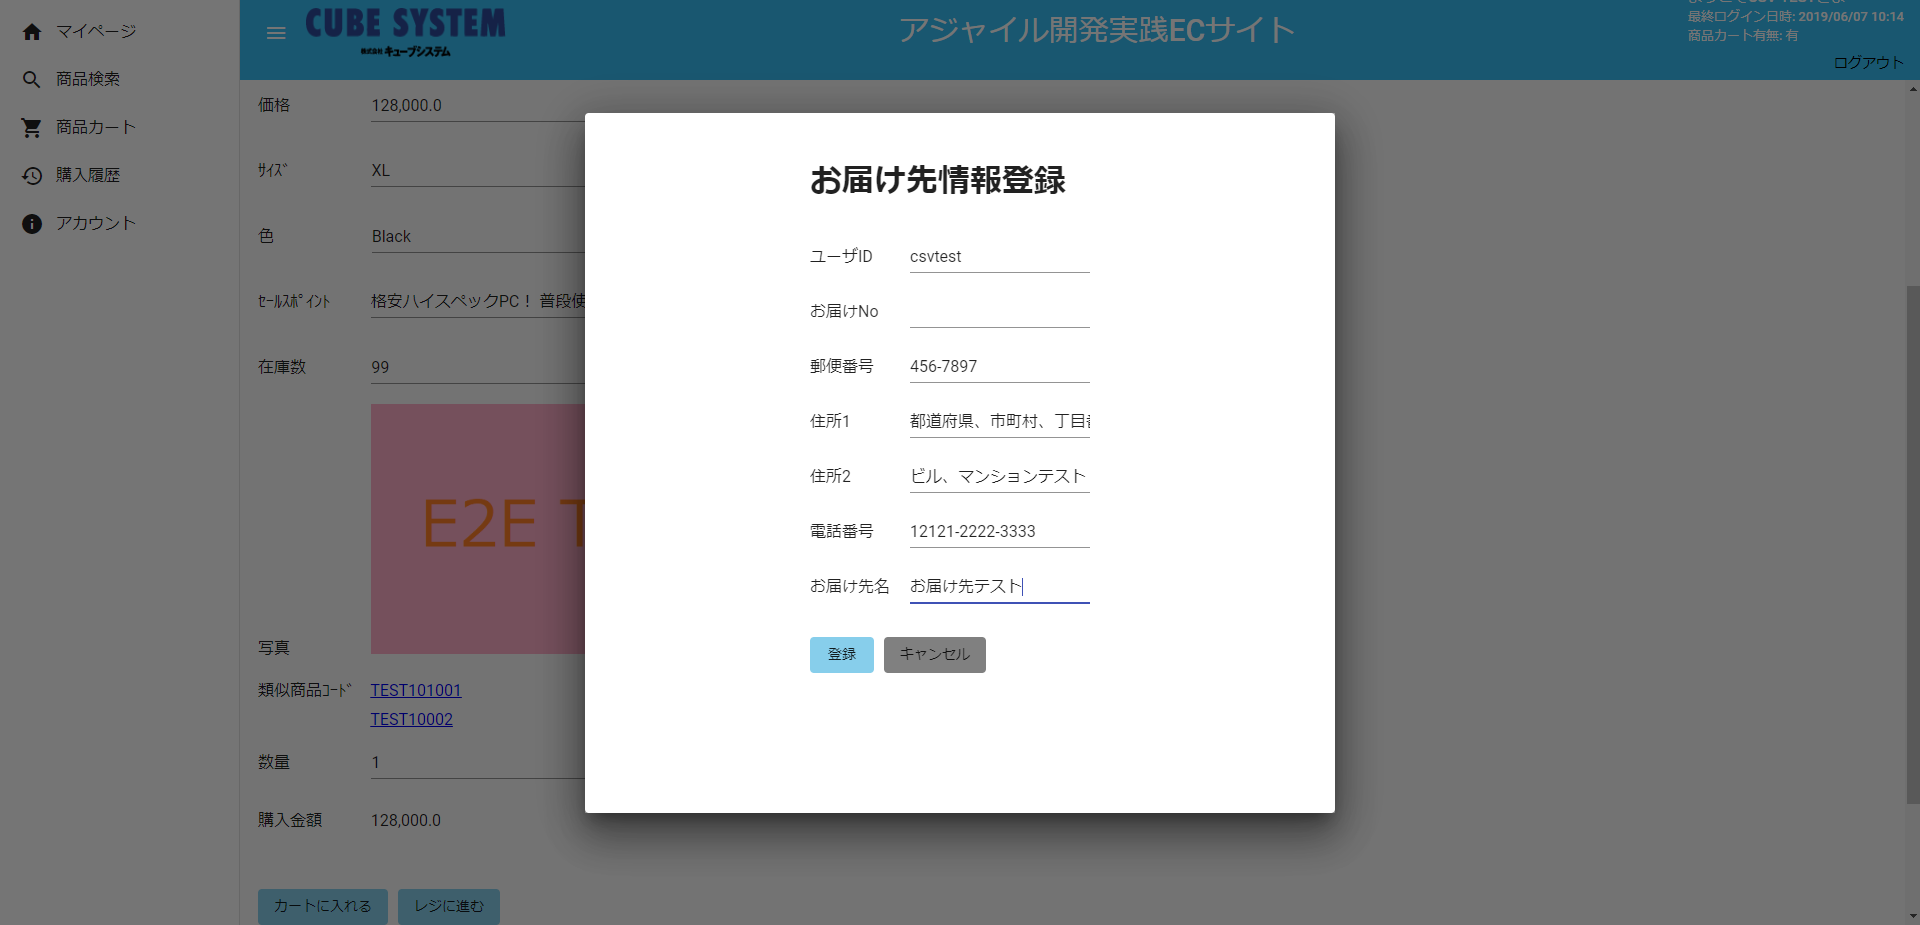 マイページ
商品検索
商品カート
購入履歴
アカウント
CUBE SYSTEM
株式会社 キューブシステム
アジャイル開発実践ECサイト
最終ログイン日時: 2019/06/07 10:14
商品カート有無: 有
ログアウト
価格 128,000.0
ｻｲｽﾞ XL
色 Black
ｾｰﾙｽﾎﾟｲﾝﾄ 格安ハイスペックPC！ 普段使
在庫数 99
E2E T
写真
類似商品ｺｰﾄﾞ TEST101001
TEST10002
数量 1
購入金額 128,000.0
カートに入れる レジに進む
お届け先情報登録
ユーザID csvtest
お届けNo
郵便番号 456-7897
住所1 都道府県、市町村、丁目
住所2 ビル、マンションテスト
電話番号 12121-2222-3333
お届け先名 お届け先テスト
登録 キャンセル